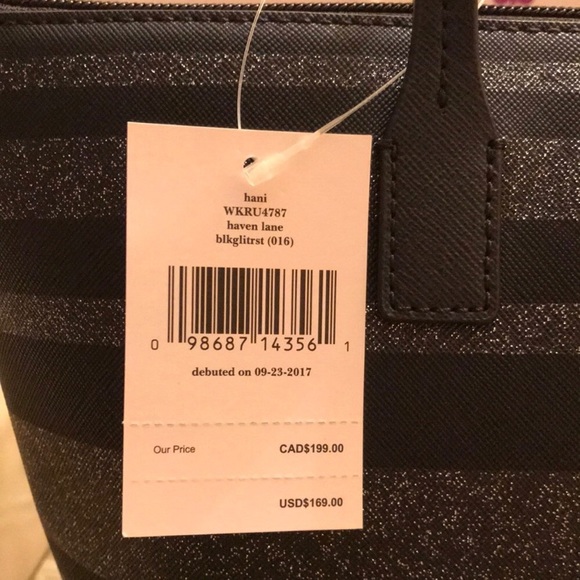 hani
WKRU4787
haven lane
blkglitrst (016)
0 98687 14356 1
debuted on 09-23-2017
Our Price CAD$199.00
USD$169.00